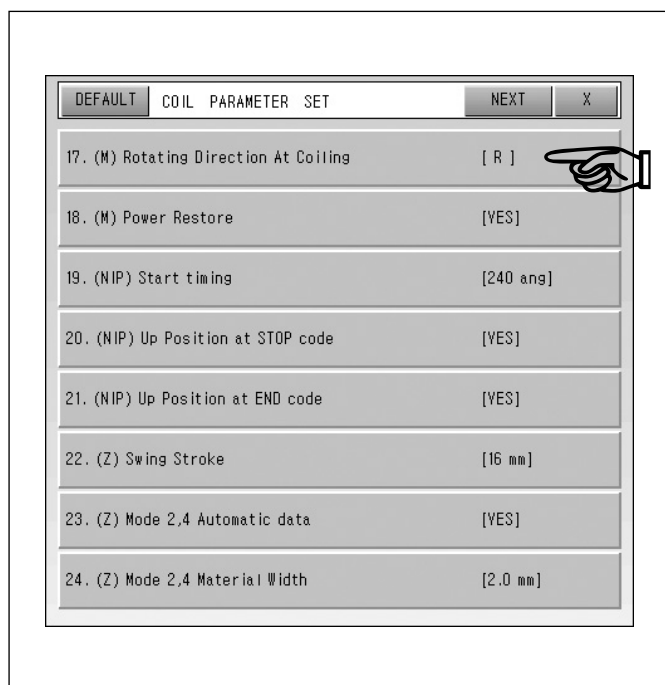 DEFAULT COIL PARAMETER SET NEXT X
17. (M) Rotating Direction At Coiling [ R ]
18. (M) Power Restore [YES]
19. (NIP) Start timing [240 ang]
20. (NIP) Up Position at STOP code [YES]
21. (NIP) Up Position at END code [YES]
22. (Z) Swing Stroke [16 mm]
23. (Z) Mode 2,4 Automatic data [YES]
24. (Z) Mode 2,4 Material Width [2.0 mm]